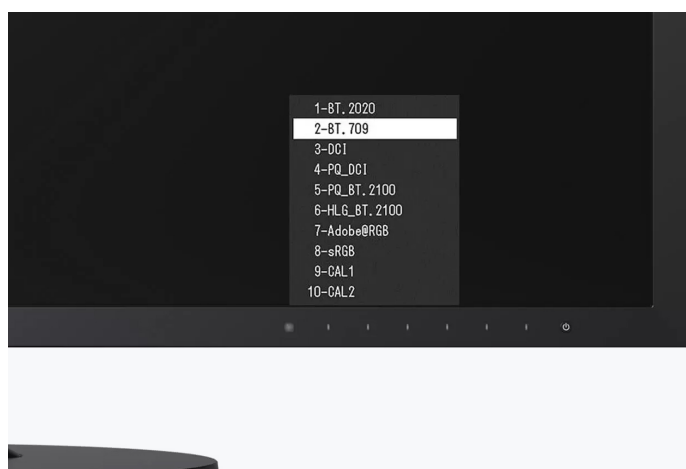 1-BT.2020
2-BT.709
3-DCI
4-PQ_DCI
5-PQ_BT.2100
6-HLG_BT.2100
7-Adobe®RGB
8-sRGB
9-CAL1
10-CAL2